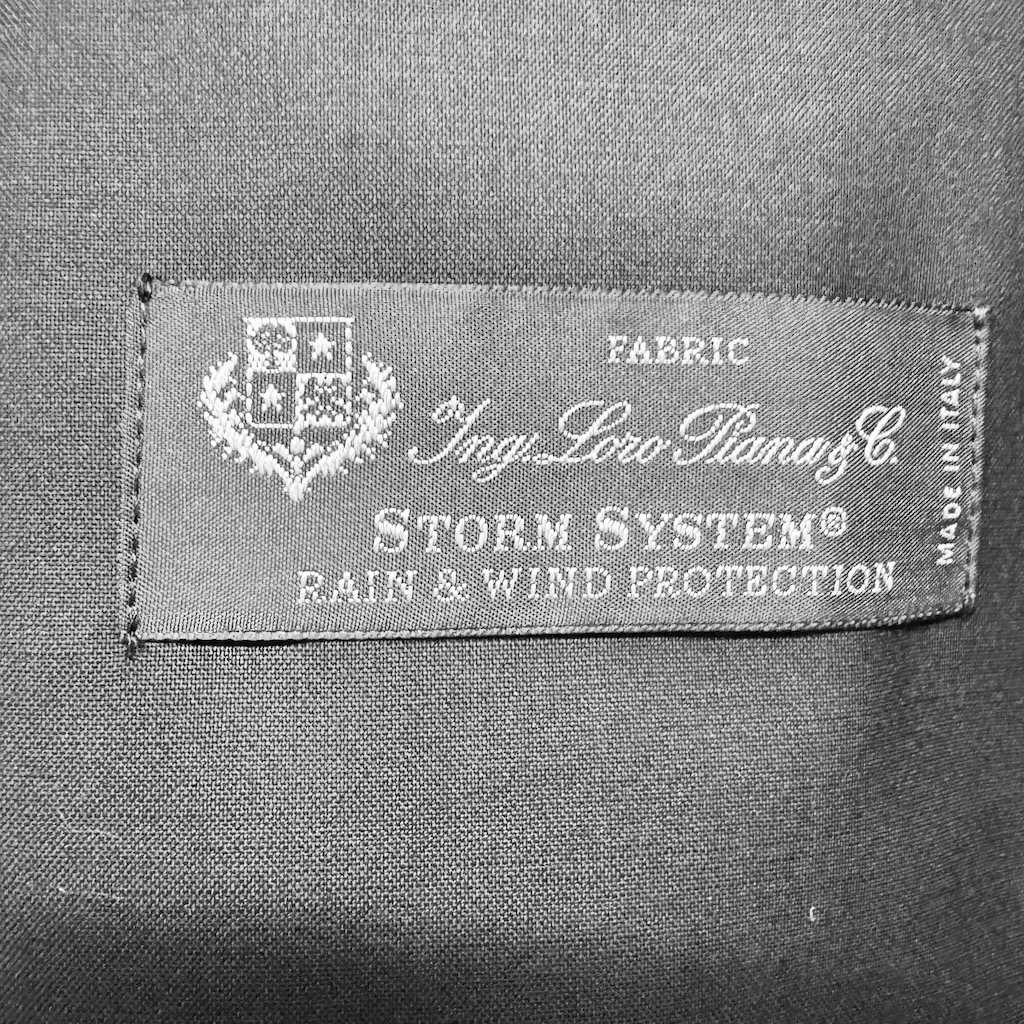 FABRIC
Ing. Loro Piana & C.
STORM SYSTEM®
RAIN & WIND PROTECTION
MADE IN ITALY